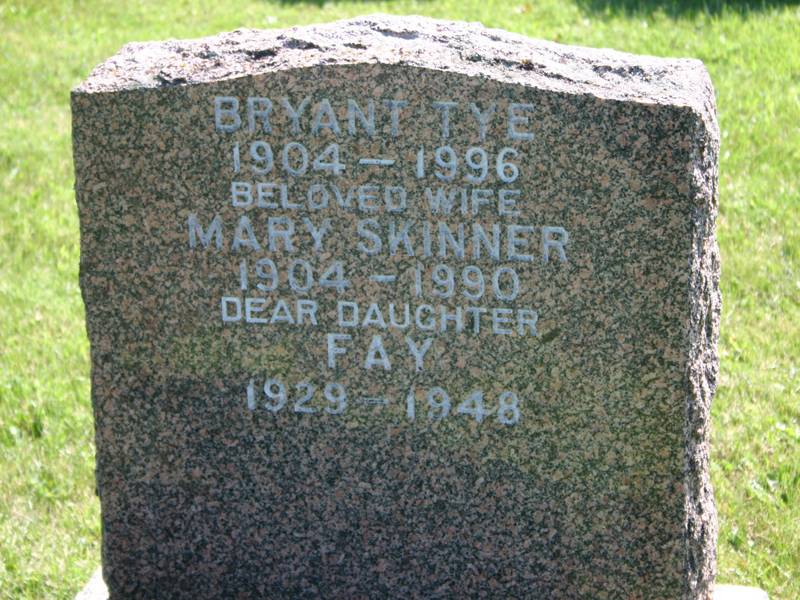 BRYANT TYE
1904 — 1996
BELOVED WIFE
MARY SKINNER
1904 – 1990
DEAR DAUGHTER
FAY
1929 – 1948